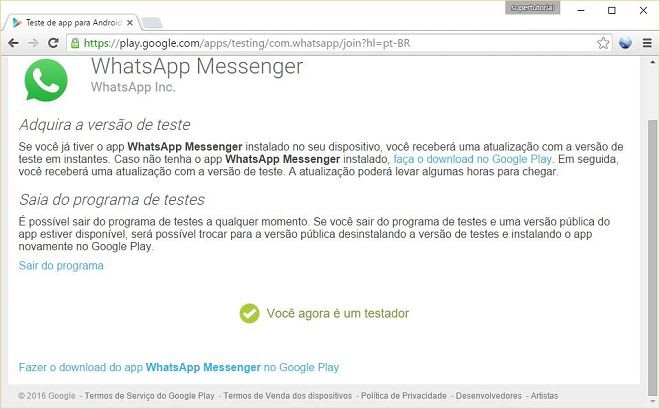 supertutorial
Teste de app para Android
https://play.google.com/apps/testing/com.whatsapp/join?hl=pt-BR
WhatsApp Messenger
WhatsApp Inc.
Adquira a versão de teste
Se você já tiver o app WhatsApp Messenger instalado no seu dispositivo, você receberá uma atualização com a versão de
teste em instantes. Caso não tenha o app WhatsApp Messenger instalado, faça o download no Google Play. Em seguida,
você receberá uma atualização com a versão de teste. A atualização poderá levar algumas horas para chegar.
Saia do programa de testes
É possível sair do programa de testes a qualquer momento. Se você sair do programa de testes e uma versão pública do
app estiver disponível, será possível trocar para a versão pública desinstalando a versão de testes e instalando o app
novamente no Google Play.
Sair do programa
Você agora é um testador
Fazer o download do app WhatsApp Messenger no Google Play
© 2016 Google - Termos de Serviço do Google Play - Termos de Venda dos dispositivos - Política de Privacidade - Desenvolvedores - Artistas